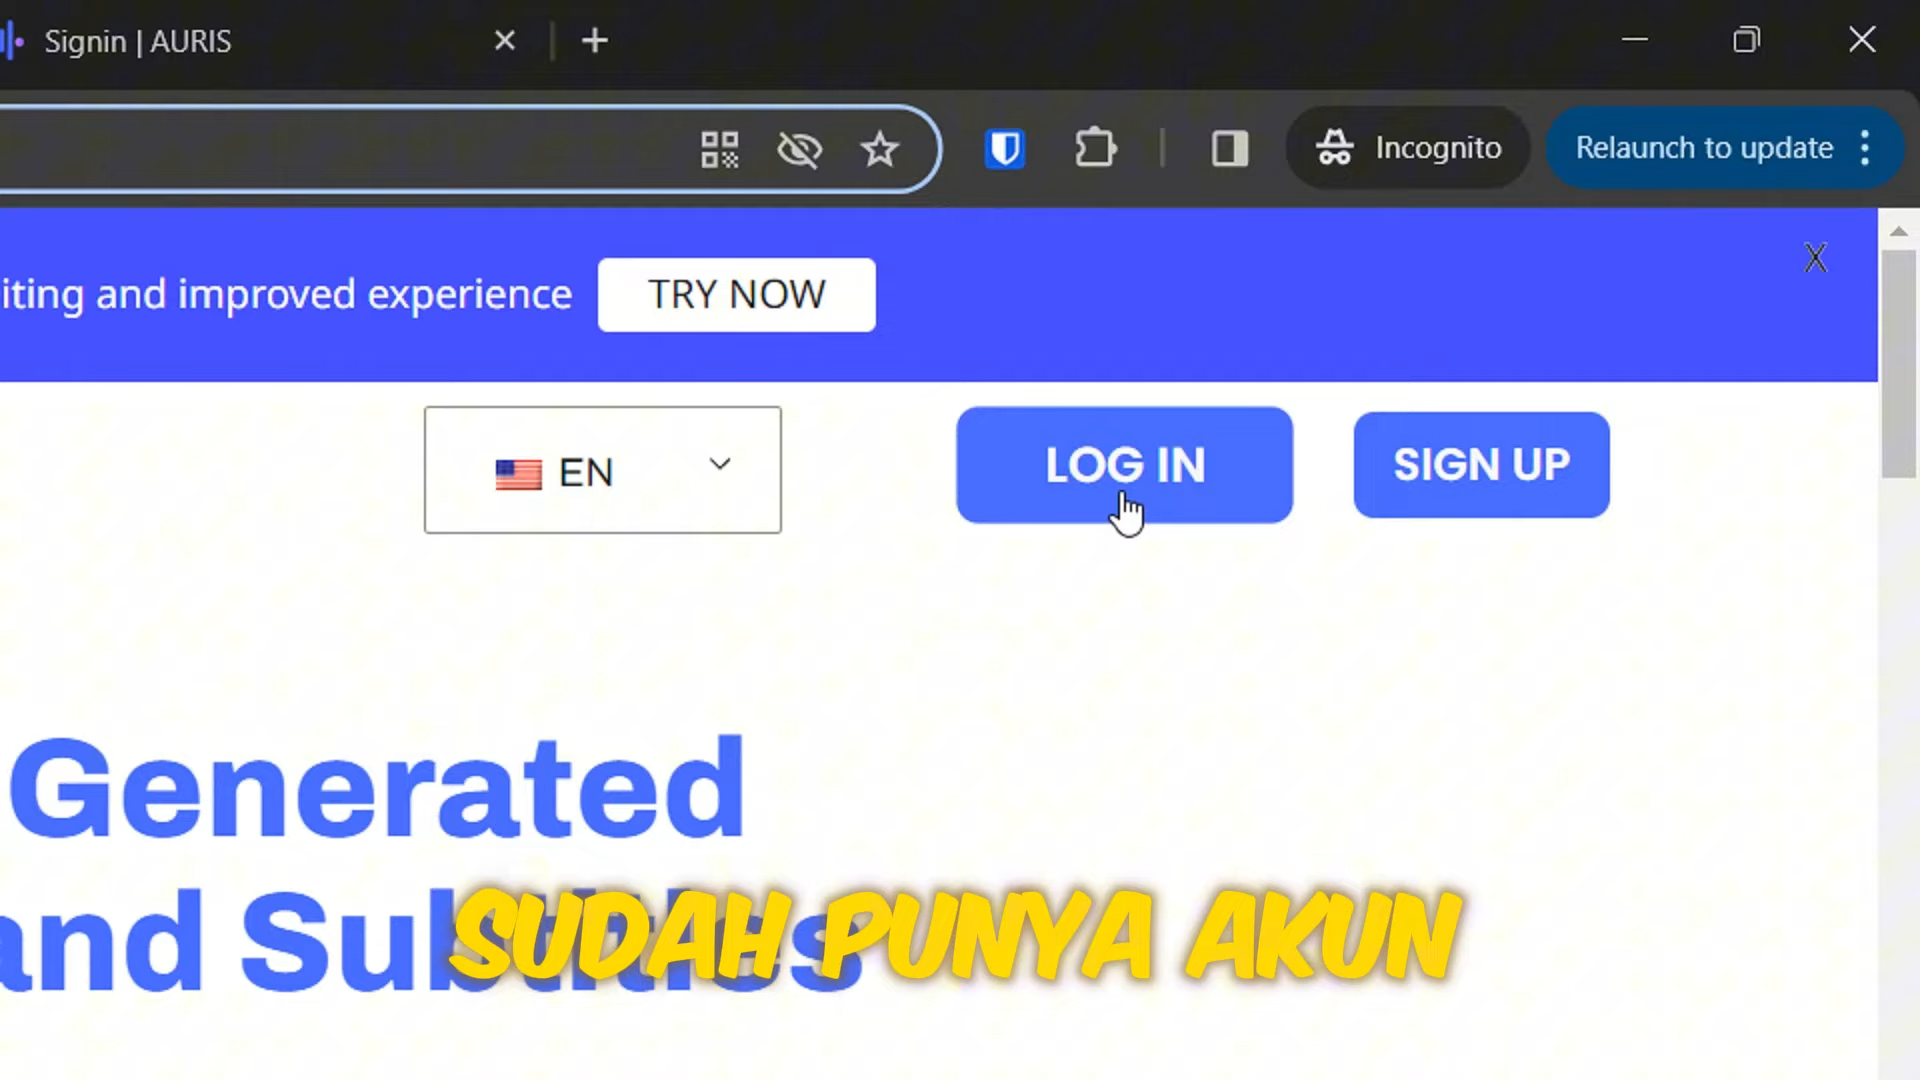 Signin | AURIS
Incognito
Relaunch to update
iting and improved experience
TRY NOW
X
EN
LOG IN
SIGN UP
Generated
and Subtitles
SUDAH PUNYA AKUN